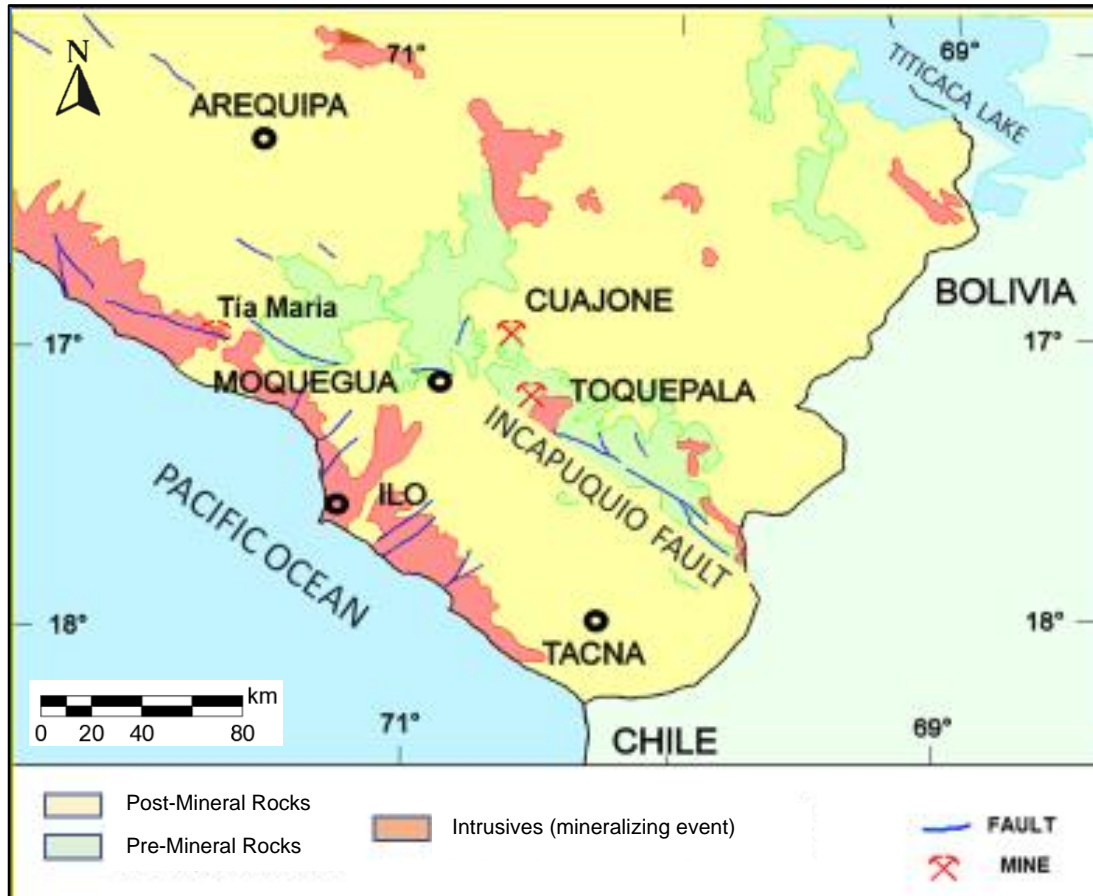 N
71°
69°
TITICACA LAKE
AREQUIPA
BOLIVIA
CUAJONE
Tia Maria
17°
17°
MOQUEGUA
TOQUEPALA
INCAPUQUIO FAULT
ILO
PACIFIC OCEAN
18°
18°
TACNA
km
0 20 40 80
71°
69°
CHILE
Post-Mineral Rocks
Pre-Mineral Rocks
Intrusives (mineralizing event)
FAULT
MINE